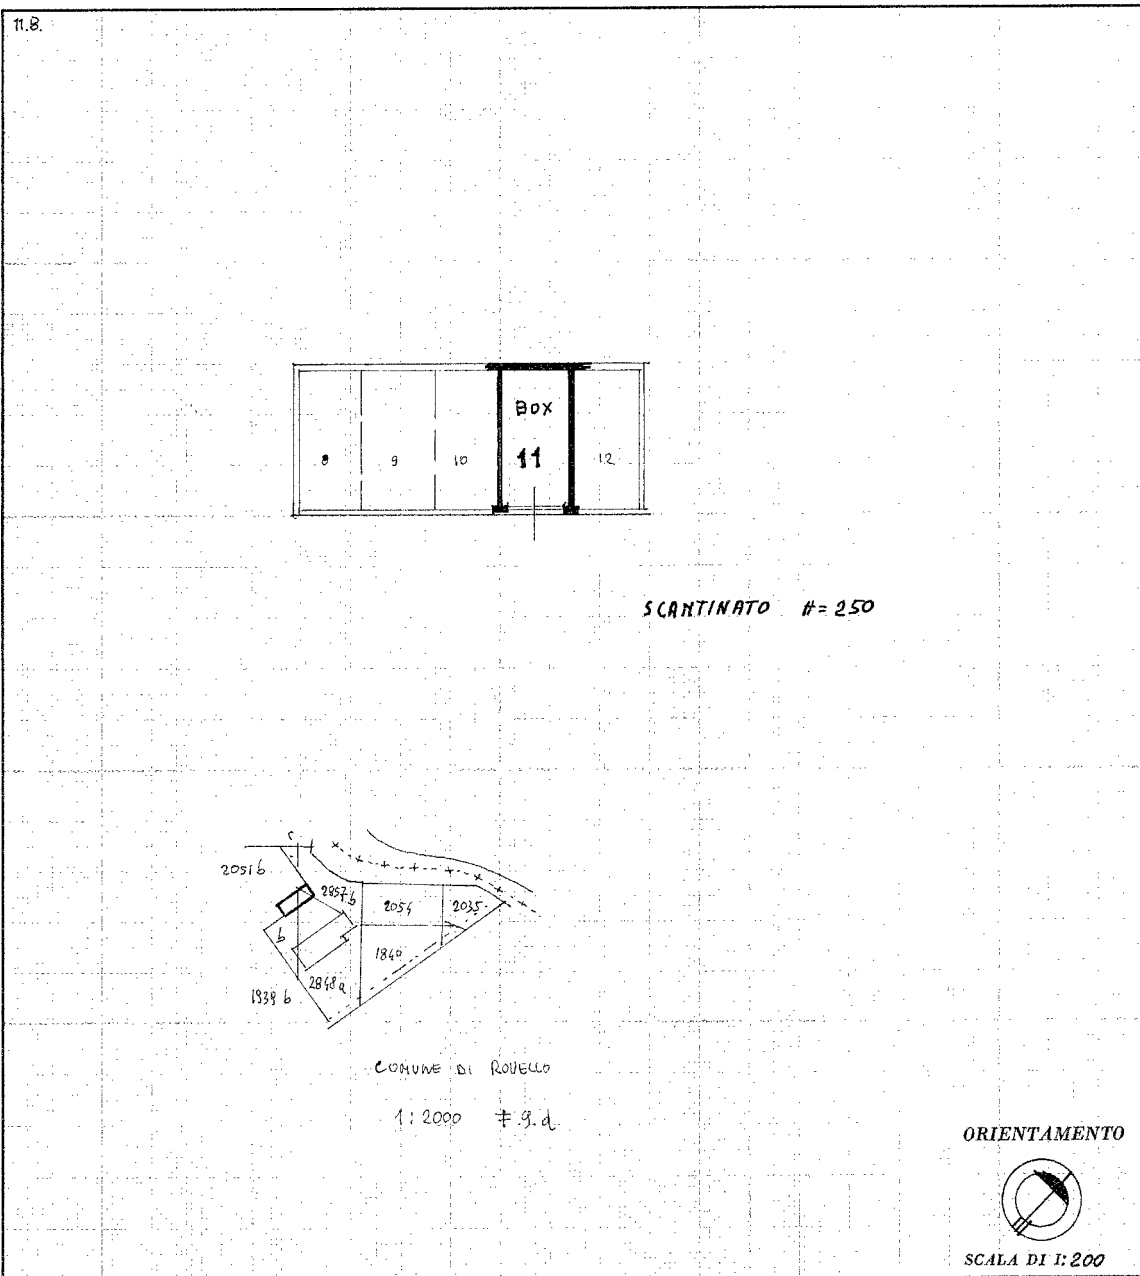 11.B.
BOX
8 9 10 11 12
SCANTINATO H=250
c
2051 b
2857 b
2054
2035
b
1840
2848 a
1939 b
COMUNE DI ROVELLO
1:2000 F.9.d
ORIENTAMENTO
SCALA DI 1:200